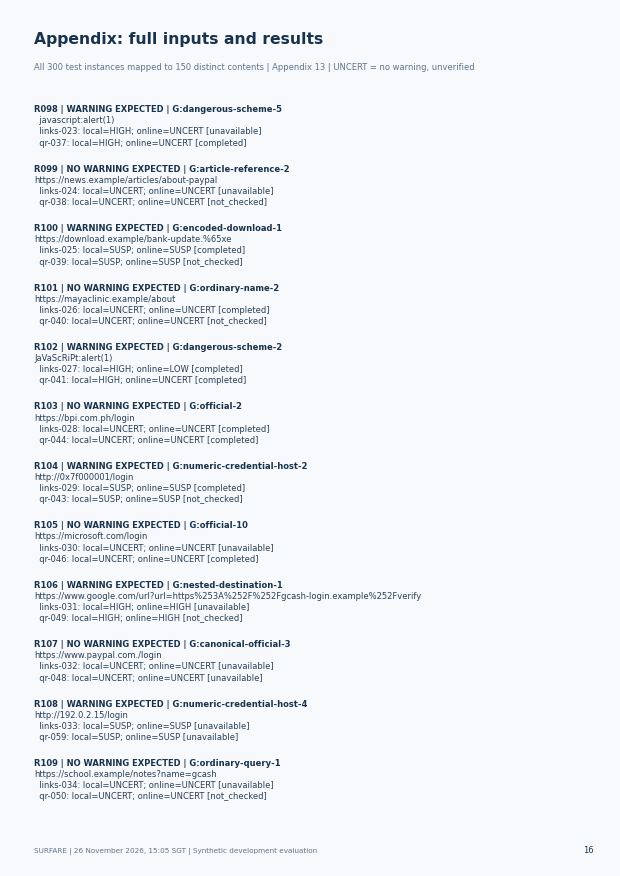 Appendix: full inputs and results
All 300 test instances mapped to 150 distinct contents | Appendix 13 | UNCERT = no warning, unverified
R098 | WARNING EXPECTED | G:dangerous-scheme-5
javascript:alert(1)
links-023: local=HIGH; online=UNCERT [unavailable]
qr-037: local=HIGH; online=UNCERT [completed]
R099 | NO WARNING EXPECTED | G:article-reference-2
https://news.example/articles/about-paypal
links-024: local=UNCERT; online=UNCERT [unavailable]
qr-038: local=UNCERT; online=UNCERT [not_checked]
R100 | WARNING EXPECTED | G:encoded-download-1
https://download.example/bank-update.%65xe
links-025: local=SUSP; online=SUSP [completed]
qr-039: local=SUSP; online=SUSP [not_checked]
R101 | NO WARNING EXPECTED | G:ordinary-name-2
https://mayaclinic.example/about
links-026: local=UNCERT; online=UNCERT [completed]
qr-040: local=UNCERT; online=UNCERT [not_checked]
R102 | WARNING EXPECTED | G:dangerous-scheme-2
JaVaScRiPt:alert(1)
links-027: local=HIGH; online=LOW [completed]
qr-041: local=HIGH; online=UNCERT [completed]
R103 | NO WARNING EXPECTED | G:official-2
https://bpi.com.ph/login
links-028: local=UNCERT; online=UNCERT [completed]
qr-044: local=UNCERT; online=UNCERT [completed]
R104 | WARNING EXPECTED | G:numeric-credential-host-2
http://0x7f000001/login
links-029: local=SUSP; online=SUSP [completed]
qr-043: local=SUSP; online=SUSP [not_checked]
R105 | NO WARNING EXPECTED | G:official-10
https://microsoft.com/login
links-030: local=UNCERT; online=UNCERT [unavailable]
qr-046: local=UNCERT; online=UNCERT [completed]
R106 | WARNING EXPECTED | G:nested-destination-1
https://www.google.com/url?url=https%253A%252F%252Fgcash-login.example%252Fverify
links-031: local=HIGH; online=HIGH [unavailable]
qr-049: local=HIGH; online=HIGH [not_checked]
R107 | NO WARNING EXPECTED | G:canonical-official-3
https://www.paypal.com./login
links-032: local=UNCERT; online=UNCERT [unavailable]
qr-048: local=UNCERT; online=UNCERT [unavailable]
R108 | WARNING EXPECTED | G:numeric-credential-host-4
http://192.0.2.15/login
links-033: local=SUSP; online=SUSP [unavailable]
qr-059: local=SUSP; online=SUSP [unavailable]
R109 | NO WARNING EXPECTED | G:ordinary-query-1
https://school.example/notes?name=gcash
links-034: local=UNCERT; online=UNCERT [unavailable]
qr-050: local=UNCERT; online=UNCERT [not_checked]
SURFARE | 26 November 2026, 15:05 SGT | Synthetic development evaluation
16